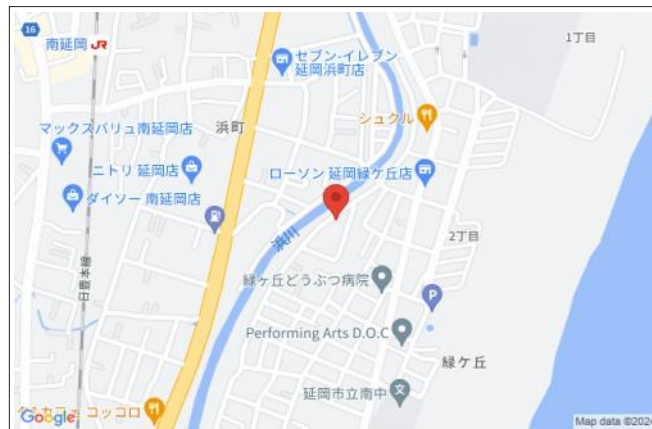 16
南延岡 JR
セブン-イレブン
延岡浜町店
1丁目
シュクル
マックスバリュ南延岡店
浜町
ニトリ 延岡店
ローソン 延岡緑ケ丘店
ダイソー 南延岡店
浜川
2丁目
日豊本線
緑ヶ丘どうぶつ病院
P
Performing Arts D.O.C
緑ケ丘
延岡市立南中
文
コッコロ
Google
Map data ©2024